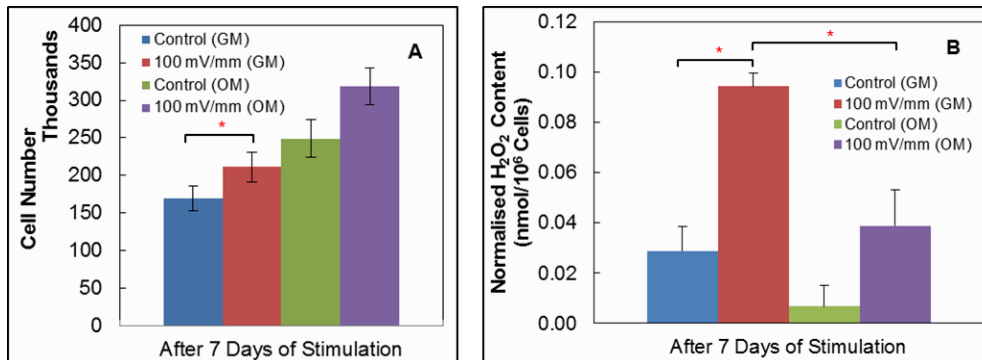 A
Cell Number
Thousands
400
350
300
250
200
150
100
50
0
Control (GM)
100 mV/mm (GM)
Control (OM)
100 mV/mm (OM)
*
After 7 Days of Stimulation
B
Normalised H₂O₂ Content
(nmol/10⁶ Cells)
0.12
0.10
0.08
0.06
0.04
0.02
0.00
*
*
Control (GM)
100 mV/mm (GM)
Control (OM)
100 mV/mm (OM)
After 7 Days of Stimulation